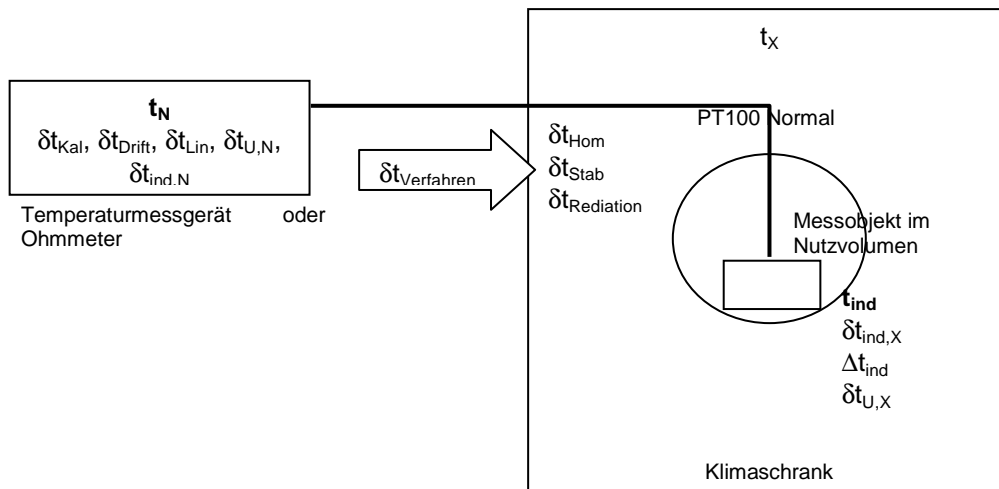 t_X
t_N
δt_Kal, δt_Drift, δt_Lin, δt_U,N,
δt_ind,N
Temperaturmessgerät oder
Ohmmeter
δt_Verfahren
δt_Hom
δt_Stab
δt_Rediation
PT100 Normal
Messobjekt im
Nutzvolumen
t_ind
δt_ind,X
Δt_ind
δt_U,X
Klimaschrank